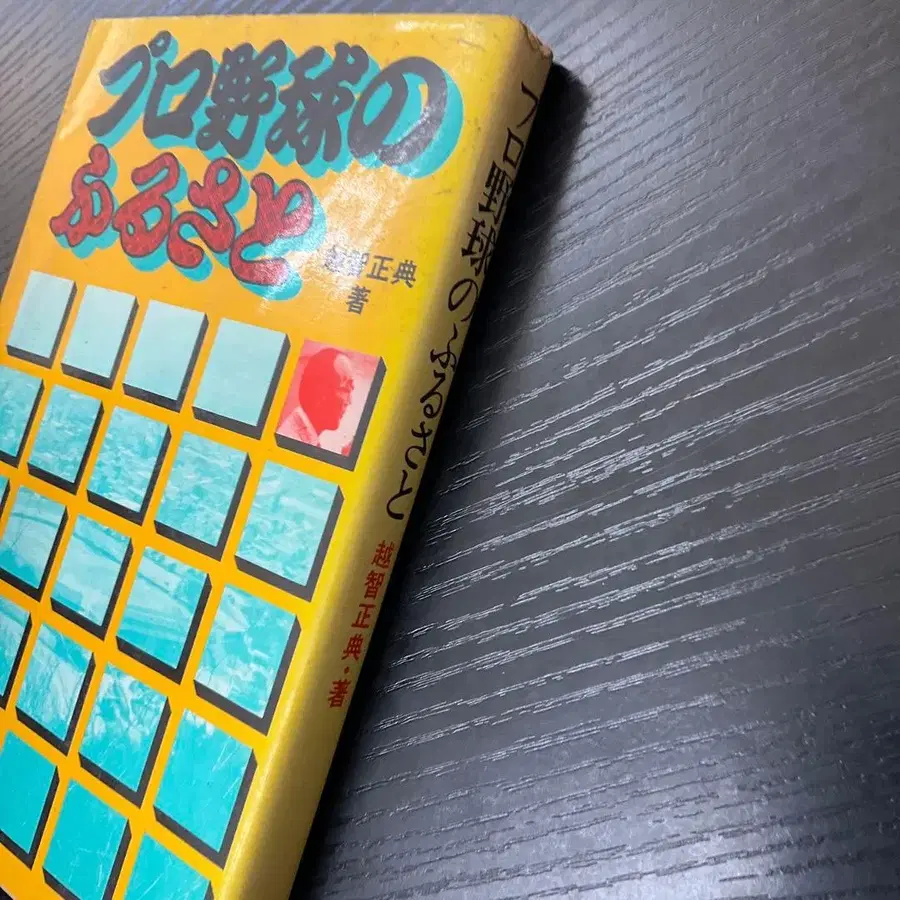 プロ野球の
ふるさと
越智正典
著
プロ野球のふるさと
越智正典・著